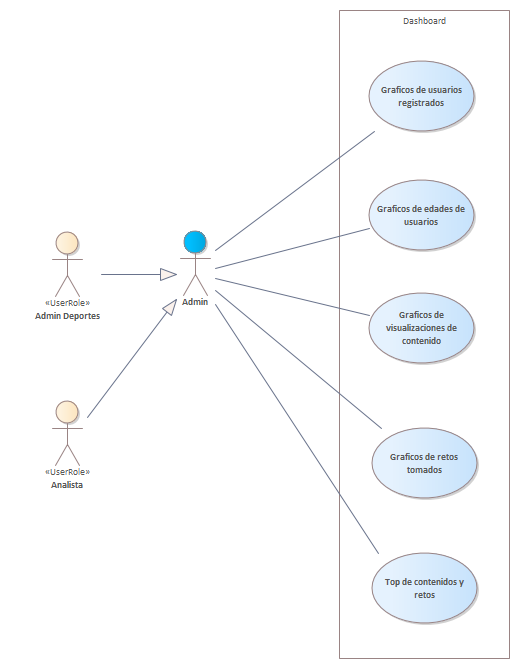 Dashboard
Graficos de usuarios
registrados
Graficos de edades de
usuarios
Graficos de
visualizaciones de
contenido
Graficos de retos
tomados
Top de contenidos y
retos
Admin
«UserRole»
Admin Deportes
«UserRole»
Analista